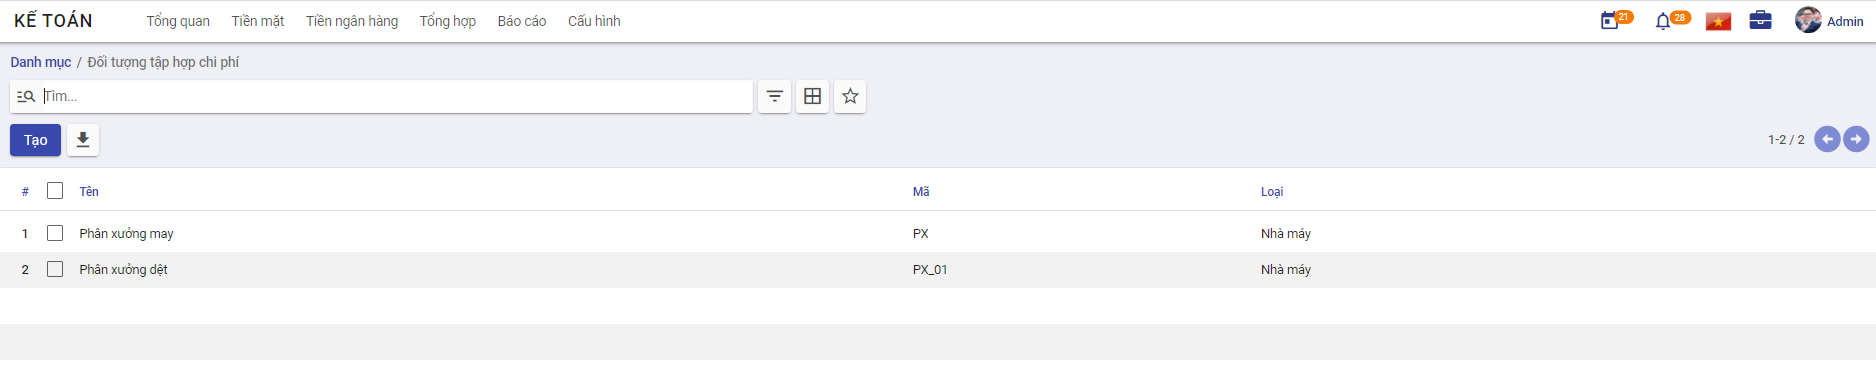 KẾ TOÁN Tổng quan Tiền mặt Tiền ngân hàng Tổng hợp Báo cáo Cấu hình 21 28 Admin
Danh mục / Đối tượng tập hợp chi phí
Tìm...
Tạo 1-2 / 2
# Tên Mã Loại
1 Phân xưởng may PX Nhà máy
2 Phân xưởng dệt PX_01 Nhà máy